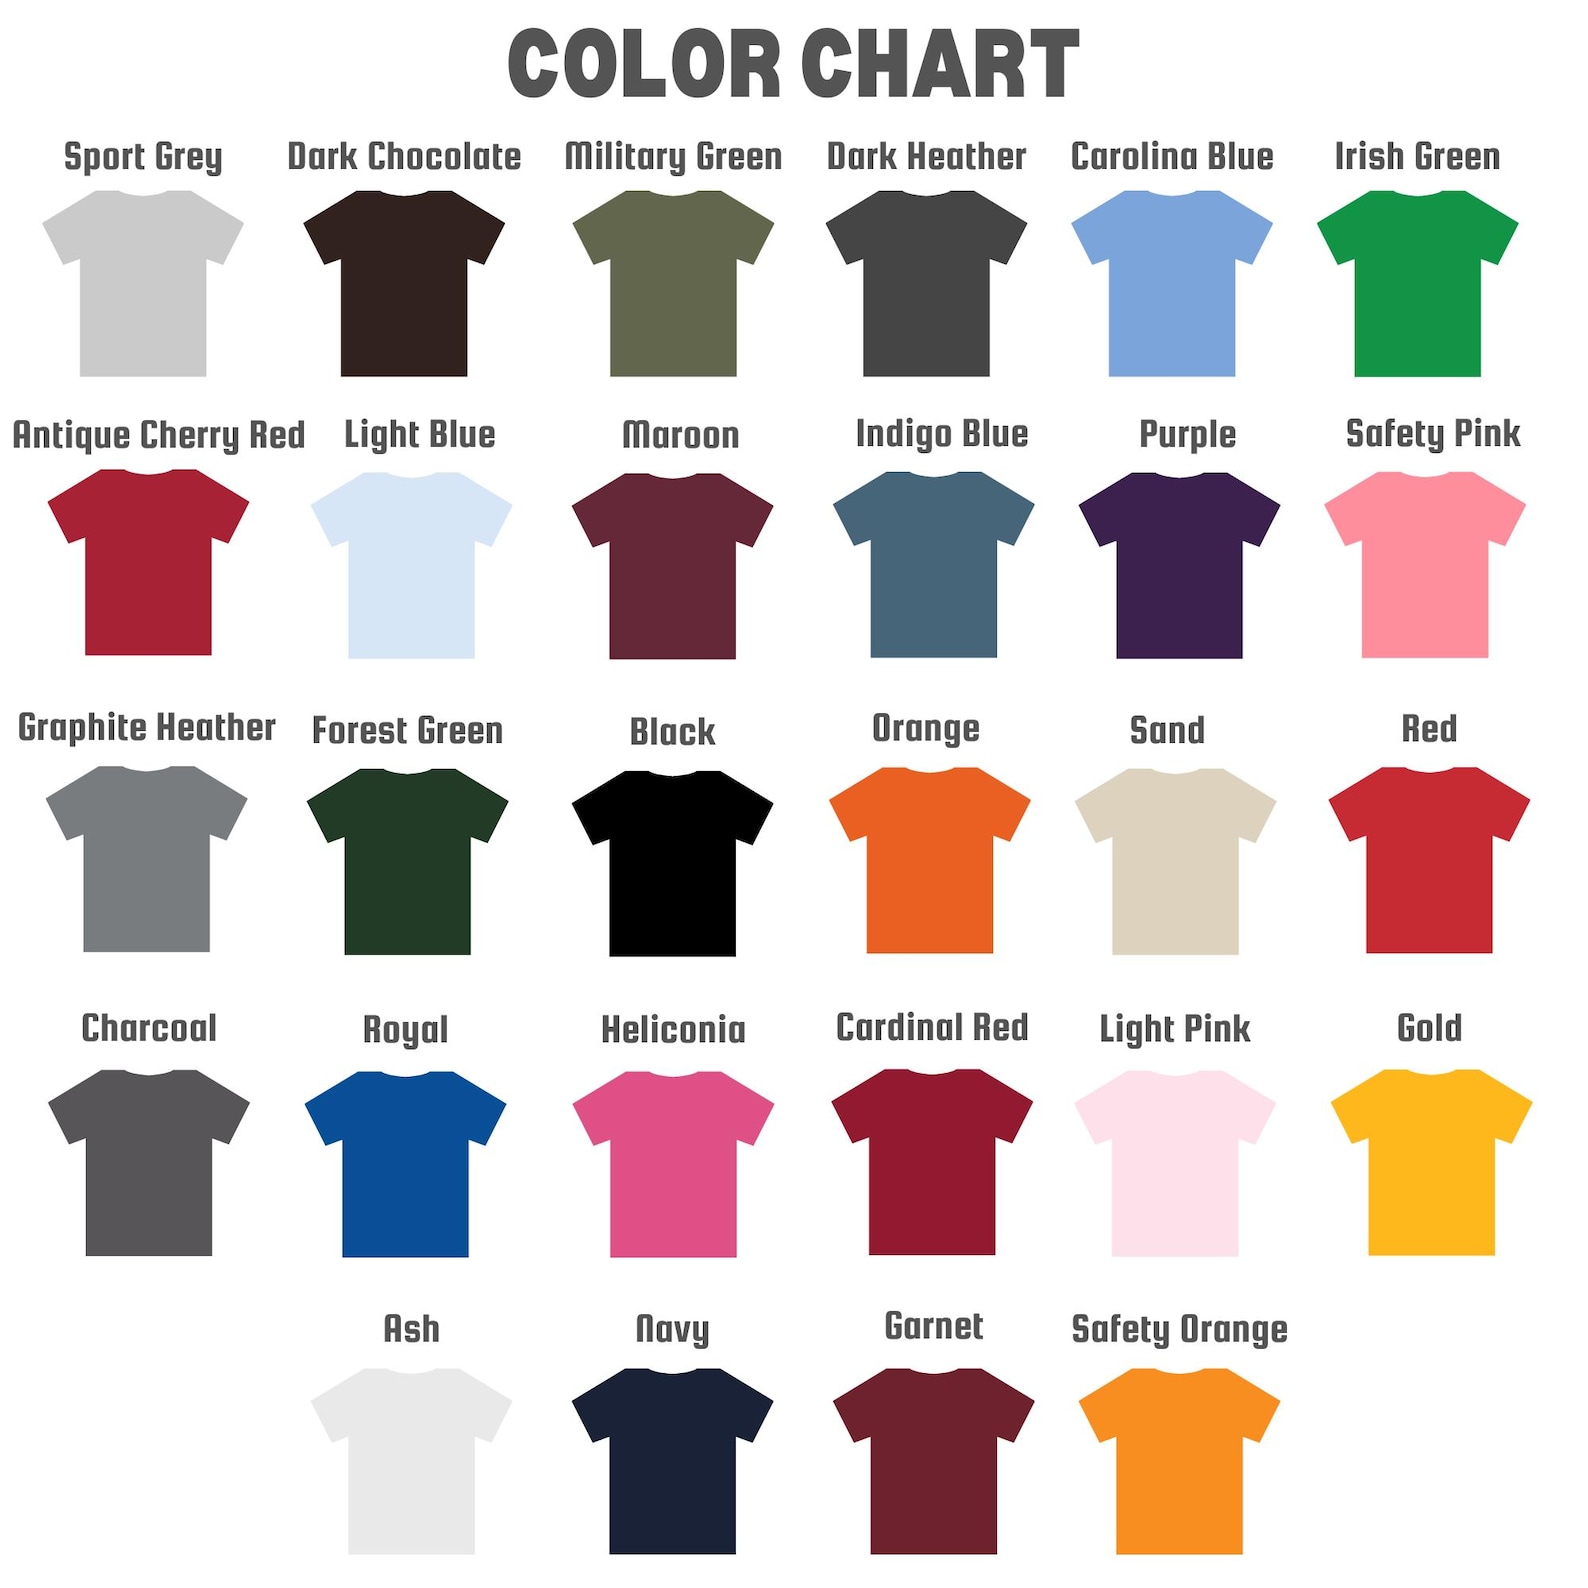 COLOR CHART
Sport Grey Dark Chocolate Military Green Dark Heather Carolina Blue Irish Green
Antique Cherry Red Light Blue Maroon Indigo Blue Purple Safety Pink
Graphite Heather Forest Green Black Orange Sand Red
Charcoal Royal Heliconia Cardinal Red Light Pink Gold
Ash Navy Garnet Safety Orange